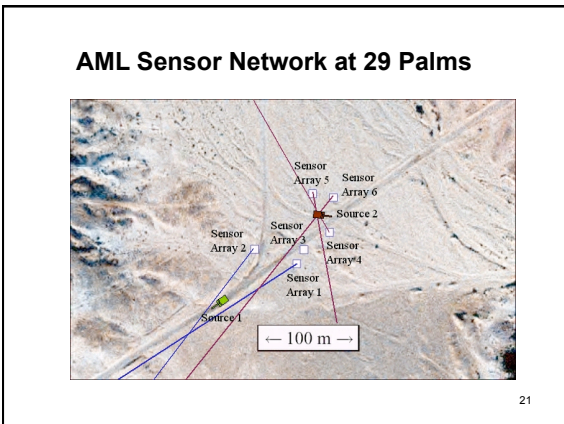 AML Sensor Network at 29 Palms
Sensor
Array 5
Sensor
Array 6
Source 2
Sensor
Array 3
Sensor
Array 2
Sensor
Array 4
Sensor
Array 1
Source 1
← 100 m →
21